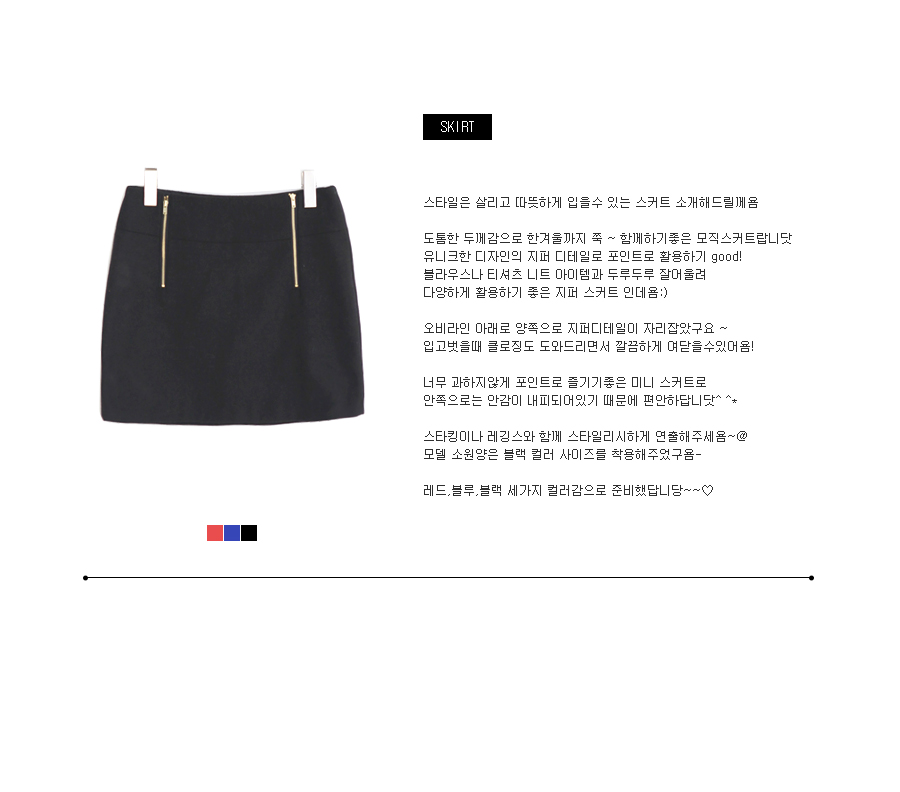 SKIRT
스타일은 살리고 따뜻하게 입을수 있는 스커트 소개해드릴께욤
도톰한 두께감으로 한겨울까지 쭉 ~ 함께하기좋은 모직스커트랍니닷
유니크한 디자인의 지퍼 디테일로 포인트로 활용하기 good!
블라우스나 티셔츠 니트 아이템과 두루두루 잘어울려
다양하게 활용하기 좋은 지퍼 스커트 인데욤:)
오비라인 아래로 양쪽으로 지퍼디테일이 자리잡았구요 ~
입고벗을때 클로징도 도와드리면서 깔끔하게 여닫을수있어욤!
너무 과하지않게 포인트로 즐기기좋은 미니 스커트로
안쪽으로는 안감이 내피되어있기 때문에 편안하답니닷^ ^*
스타킹이나 레깅스와 함께 스타일리시하게 연출해주세욤~@
모델 소원양은 블랙 컬러 사이즈를 착용해주었구욤-
레드,블루,블랙 세가지 컬러감으로 준비했답니당~~♡